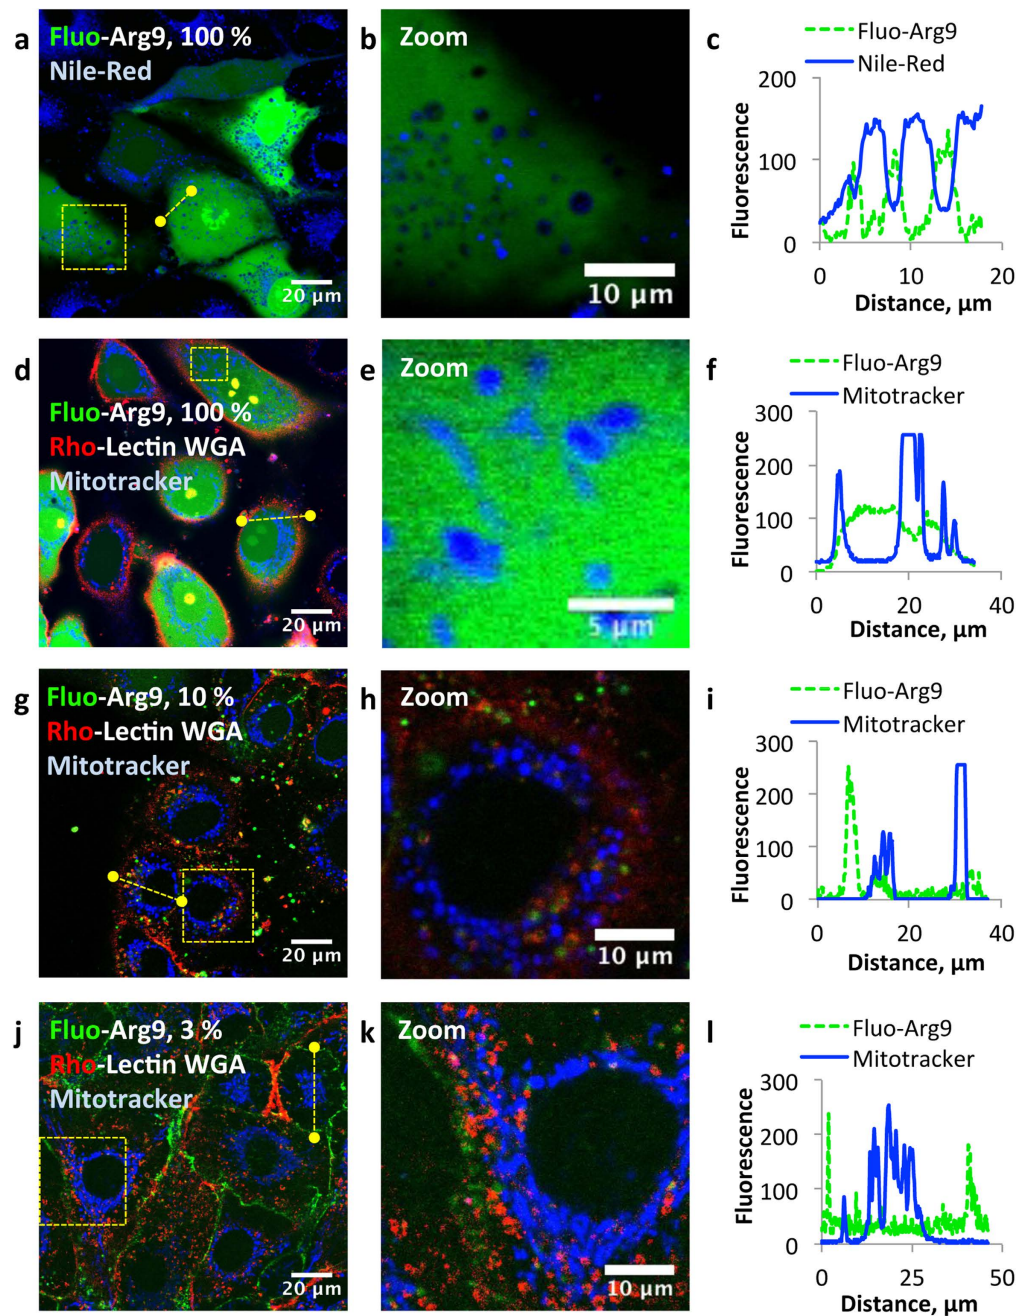 a
Fluo-Arg9, 100 %
Nile-Red
20 µm
b
Zoom
10 µm
c
Fluo-Arg9
Nile-Red
Fluorescence
200
100
0
0 10 20
Distance, µm
d
Fluo-Arg9, 100 %
Rho-Lectin WGA
Mitotracker
20 µm
e
Zoom
5 µm
f
Fluo-Arg9
Mitotracker
Fluorescence
300
200
100
0
0 20 40
Distance, µm
g
Fluo-Arg9, 10 %
Rho-Lectin WGA
Mitotracker
20 µm
h
Zoom
10 µm
i
Fluo-Arg9
Mitotracker
Fluorescence
300
200
100
0
0 20 40
Distance, µm
j
Fluo-Arg9, 3 %
Rho-Lectin WGA
Mitotracker
20 µm
k
Zoom
10 µm
l
Fluo-Arg9
Mitotracker
Fluorescence
300
200
100
0
0 25 50
Distance, µm